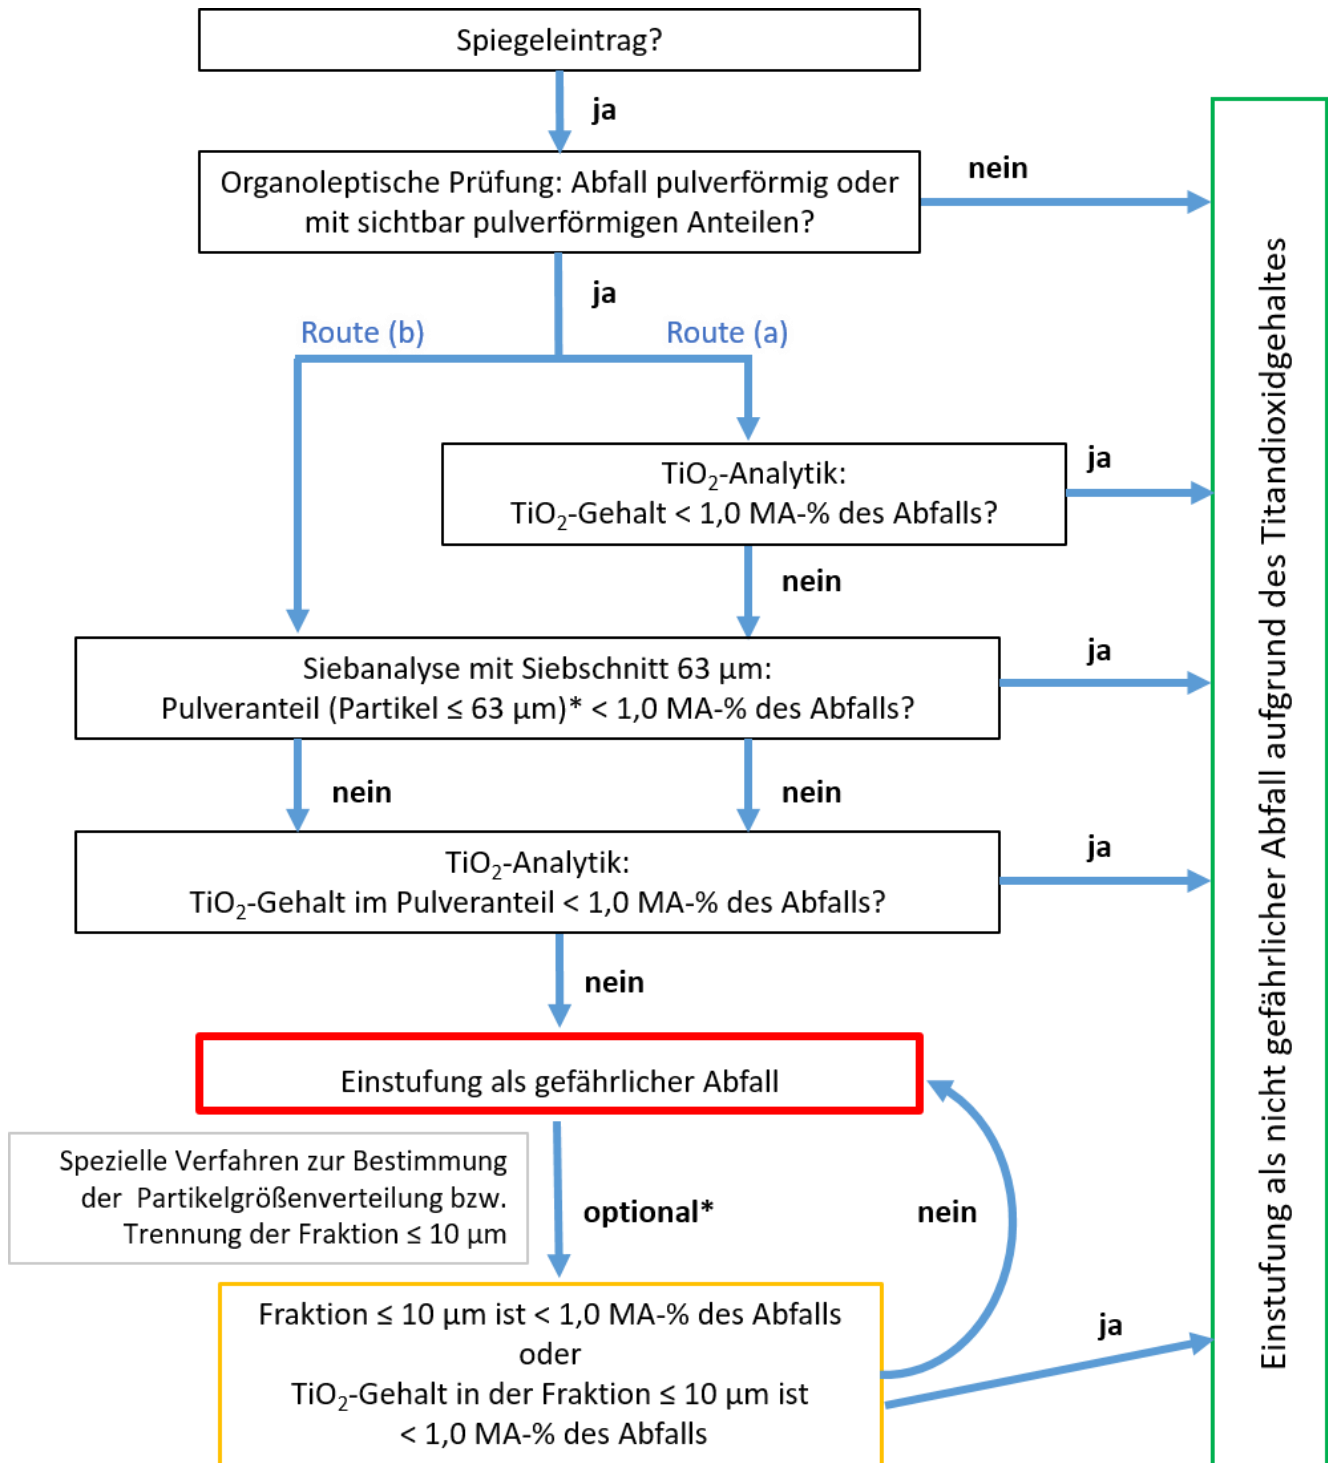 Spiegeleintrag?
ja
Organoleptische Prüfung: Abfall pulverförmig oder
mit sichtbar pulverförmigen Anteilen?
nein
ja
Route (b)
Route (a)
TiO₂-Analytik:
TiO₂-Gehalt < 1,0 MA-% des Abfalls?
ja
nein
Siebanalyse mit Siebschnitt 63 µm:
Pulveranteil (Partikel ≤ 63 µm)* < 1,0 MA-% des Abfalls?
ja
nein
nein
TiO₂-Analytik:
TiO₂-Gehalt im Pulveranteil < 1,0 MA-% des Abfalls?
ja
nein
Einstufung als gefährlicher Abfall
Spezielle Verfahren zur Bestimmung
der Partikelgrößenverteilung bzw.
Trennung der Fraktion ≤ 10 µm
optional*
nein
Fraktion ≤ 10 µm ist < 1,0 MA-% des Abfalls
oder
TiO₂-Gehalt in der Fraktion ≤ 10 µm ist
< 1,0 MA-% des Abfalls
ja
Einstufung als nicht gefährlicher Abfall aufgrund des Titandioxidgehaltes